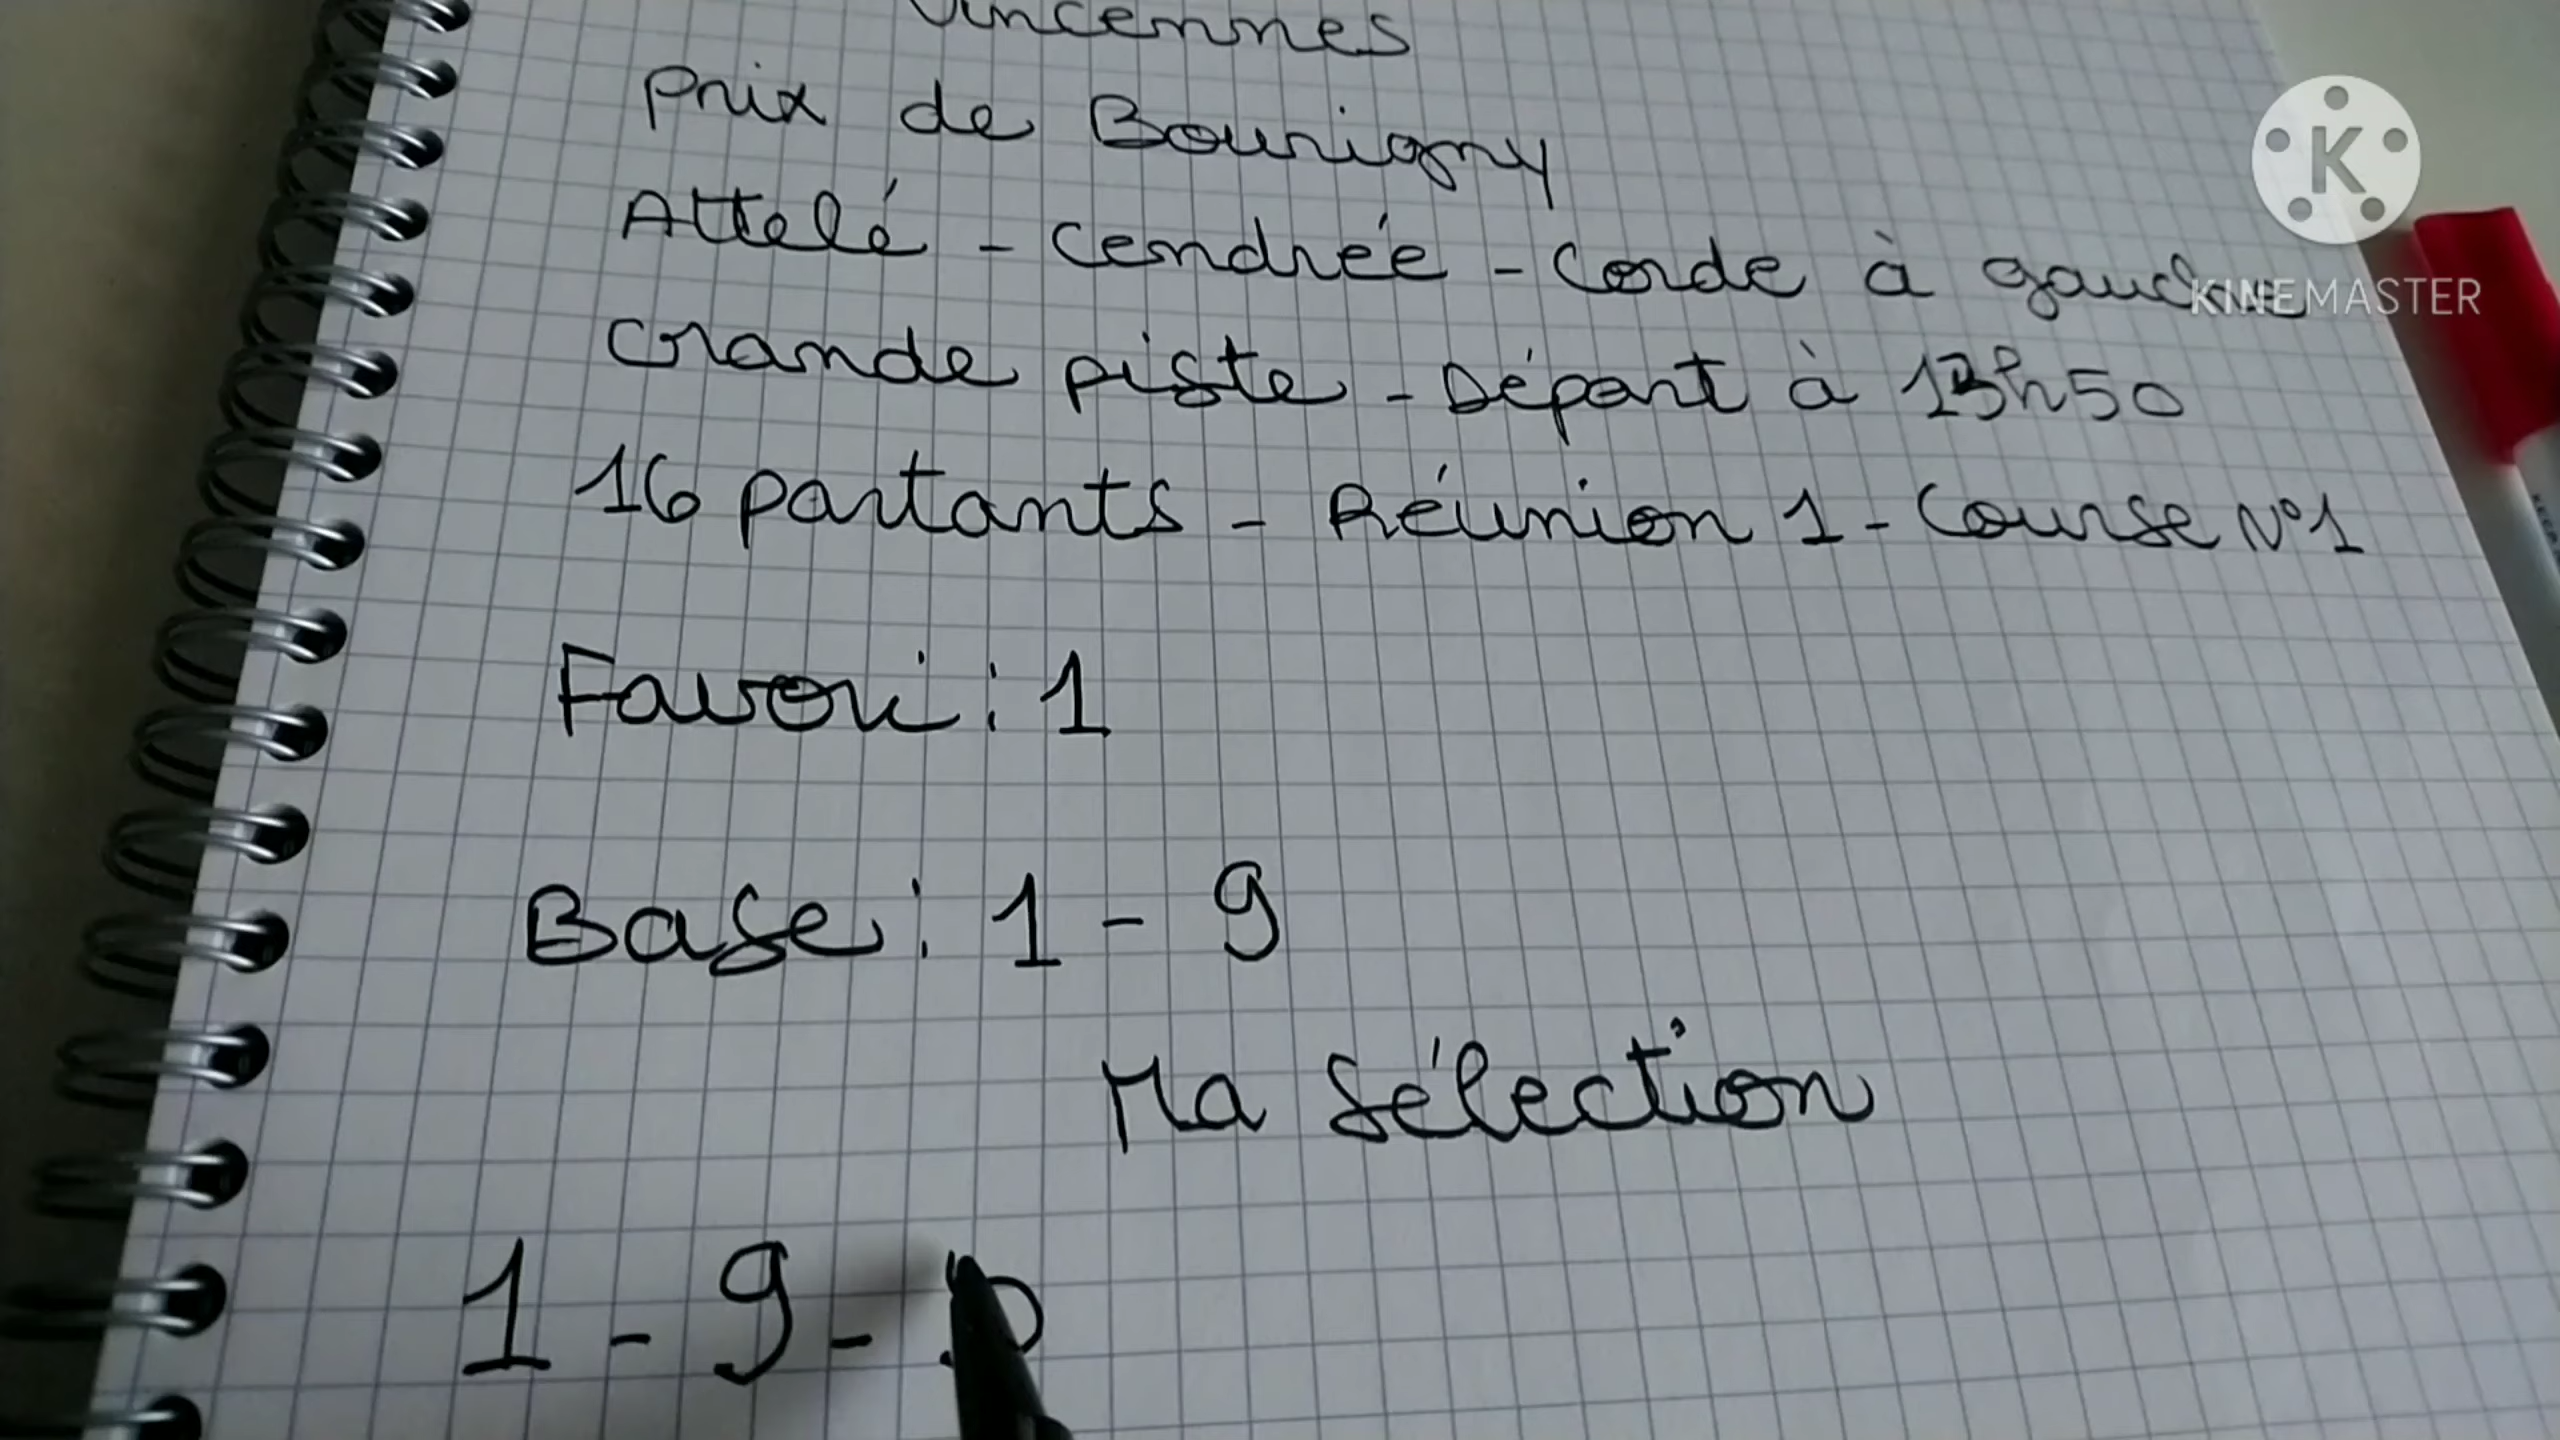 Vincennes
Prix de Bourigny
Attelé - Cendrée - Corde à gauche
Grande piste - Départ à 13h50
16 partants - Réunion 1 - Course N°1
Favori : 1
Base : 1 - 9
Ma sélection
1 - 9 -
K
KINEMASTER